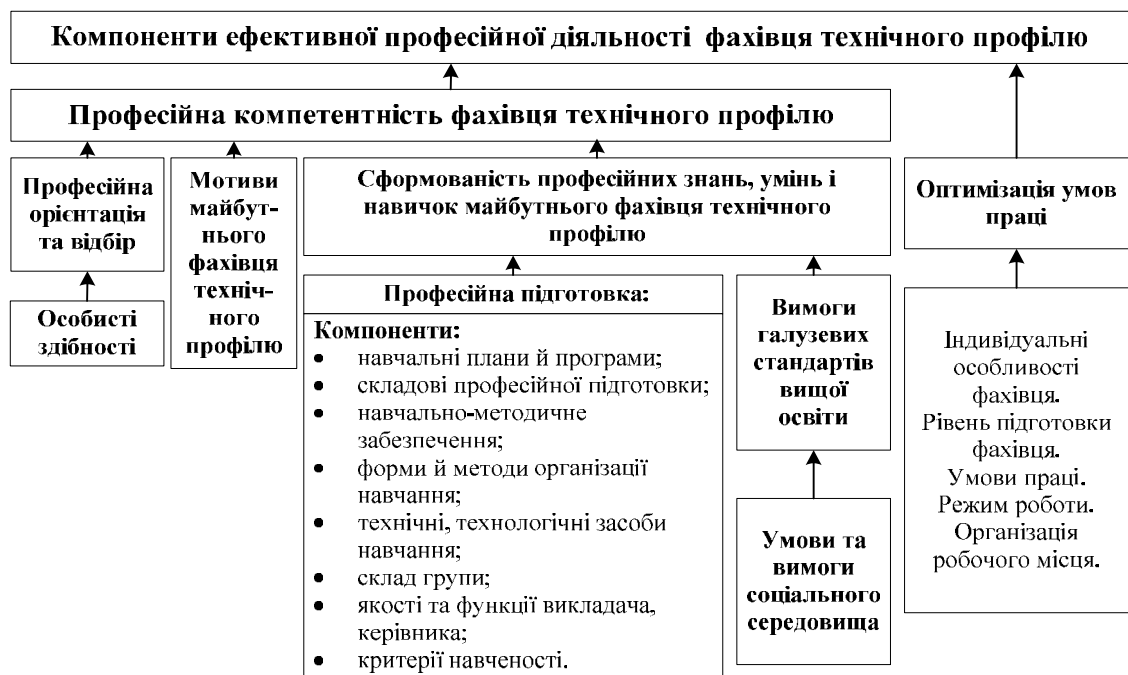 Компоненти ефективної професійної діяльності фахівця технічного профілю
Професійна компетентність фахівця технічного профілю
Професійна
орієнтація
та відбір
Особисті
здібності
Мотиви
майбут-
нього
фахівця
техніч-
ного
профілю
Сформованість професійних знань, умінь і
навичок майбутнього фахівця технічного
профілю
Професійна підготовка:
Компоненти:
• навчальні плани й програми;
• складові професійної підготовки;
• навчально-методичне
забезпечення;
• форми й методи організації
навчання;
• технічні, технологічні засоби
навчання;
• склад групи;
• якості та функції викладача,
керівника;
• критерії навченості.
Вимоги
галузевих
стандартів
вищої
освіти
Умови та
вимоги
соціального
середовища
Оптимізація умов
праці
Індивідуальні
особливості
фахівця.
Рівень підготовки
фахівця.
Умови праці.
Режим роботи.
Організація
робочого місця.